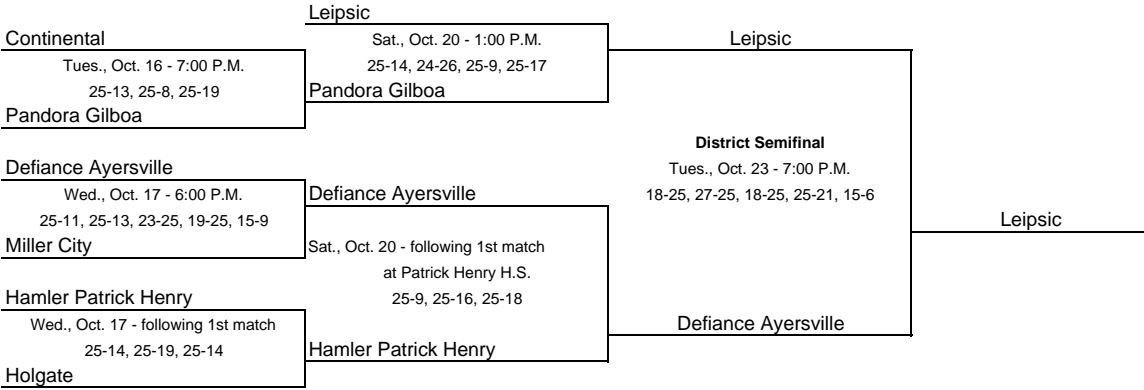 Leipsic
Continental
Sat., Oct. 20 - 1:00 P.M.
Leipsic
Tues., Oct. 16 - 7:00 P.M.
25-14, 24-26, 25-9, 25-17
25-13, 25-8, 25-19
Pandora Gilboa
Pandora Gilboa
District Semifinal
Defiance Ayersville
Tues., Oct. 23 - 7:00 P.M.
Wed., Oct. 17 - 6:00 P.M.
Defiance Ayersville
18-25, 27-25, 18-25, 25-21, 15-6
25-11, 25-13, 23-25, 19-25, 15-9
Leipsic
Miller City
Sat., Oct. 20 - following 1st match
at Patrick Henry H.S.
Hamler Patrick Henry
25-9, 25-16, 25-18
Wed., Oct. 17 - following 1st match
Defiance Ayersville
25-14, 25-19, 25-14
Hamler Patrick Henry
Holgate